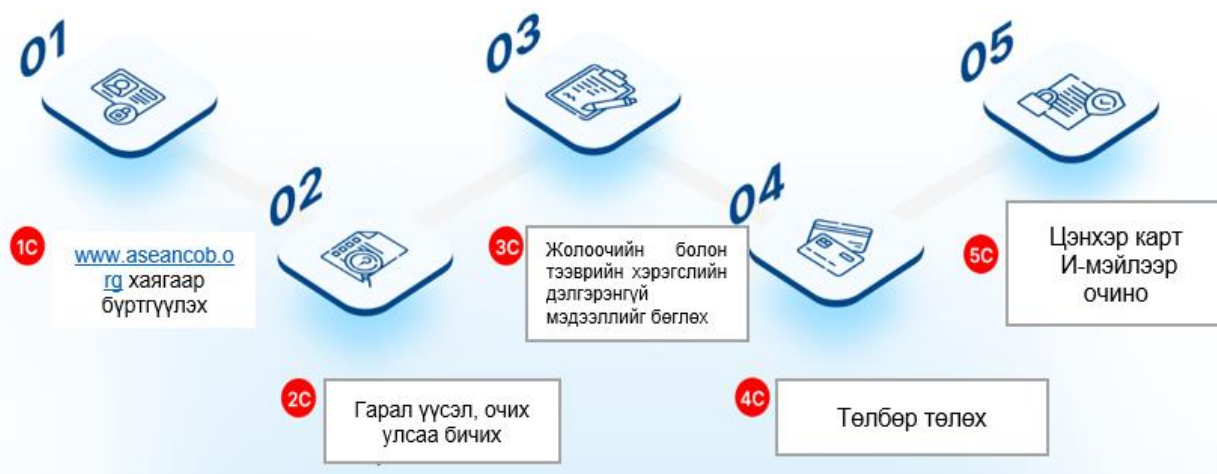 01
1C
www.aseancob.o
rg хаягаар
бүртгүүлэх
02
2C
Гарал үүсэл, очих
улсаа бичих
03
3C
Жолоочийн болон
тээврийн хэрэгслийн
дэлгэрэнгүй
мэдээллийг бөглөх
04
4C
Төлбөр төлөх
05
5C
Цэнхэр карт
И-мэйлээр
очино